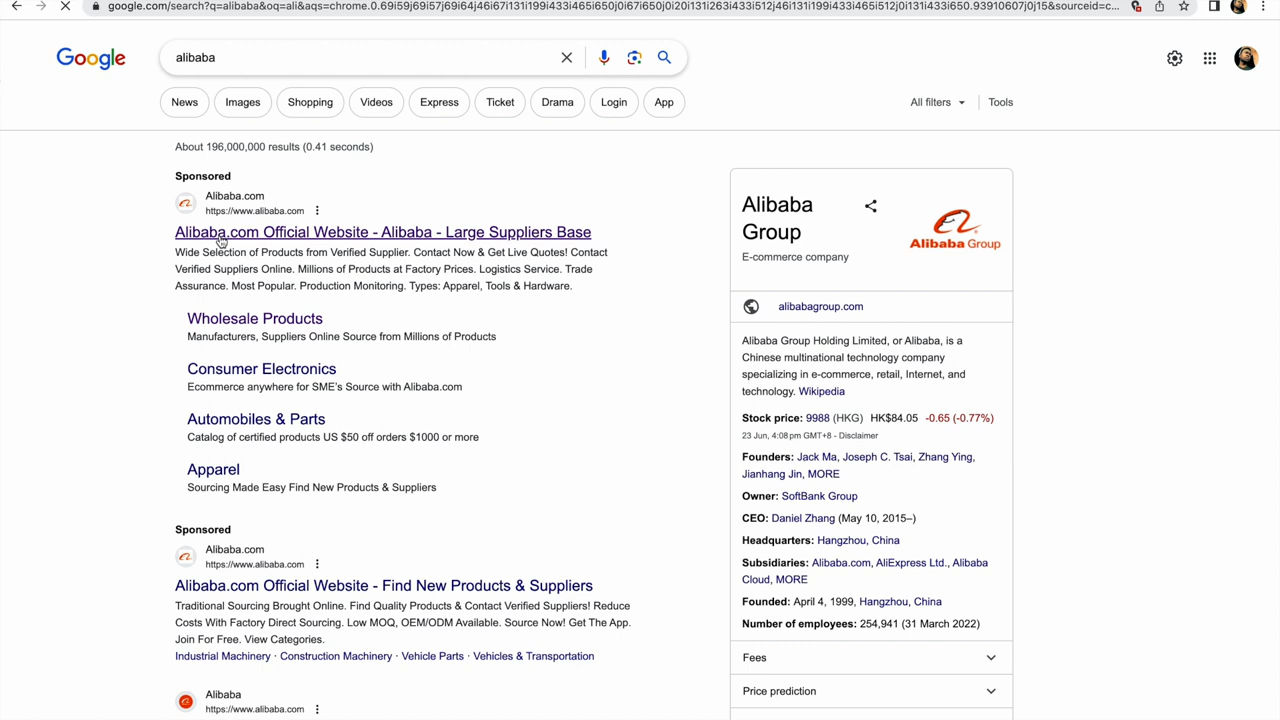 google.com/search?q=alibaba&oq=ali&aqs=chrome.0.69i59j69i57j69i64j46i67i131i199i433i465i650j0i67i650j0i20i131i263i433i512j46i131i199i433i465i512j0i131i433i650.93910607j0j15&sourceid=c...
Google
alibaba
News
Images
Shopping
Videos
Express
Ticket
Drama
Login
App
All filters
Tools
About 196,000,000 results (0.41 seconds)
Sponsored
Alibaba.com
https://www.alibaba.com
Alibaba.com Official Website - Alibaba - Large Suppliers Base
Wide Selection of Products from Verified Supplier. Contact Now & Get Live Quotes! Contact
Verified Suppliers Online. Millions of Products at Factory Prices. Logistics Service. Trade
Assurance. Most Popular. Production Monitoring. Types: Apparel, Tools & Hardware.
Wholesale Products
Manufacturers, Suppliers Online Source from Millions of Products
Consumer Electronics
Ecommerce anywhere for SME's Source with Alibaba.com
Automobiles & Parts
Catalog of certified products US $50 off orders $1000 or more
Apparel
Sourcing Made Easy Find New Products & Suppliers
Sponsored
Alibaba.com
https://www.alibaba.com
Alibaba.com Official Website - Find New Products & Suppliers
Traditional Sourcing Brought Online. Find Quality Products & Contact Verified Suppliers! Reduce
Costs With Factory Direct Sourcing. Low MOQ, OEM/ODM Available. Source Now! Get The App.
Join For Free. View Categories.
Industrial Machinery · Construction Machinery · Vehicle Parts · Vehicles & Transportation
Alibaba
https://www.alibaba.com
Alibaba
Group
E-commerce company
Alibaba Group
alibabagroup.com
Alibaba Group Holding Limited, or Alibaba, is a
Chinese multinational technology company
specializing in e-commerce, retail, Internet, and
technology. Wikipedia
Stock price: 9988 (HKG) HK$84.05 -0.65 (-0.77%)
23 Jun, 4:08 pm GMT+8 - Disclaimer
Founders: Jack Ma, Joseph C. Tsai, Zhang Ying,
Jianhang Jin, MORE
Owner: SoftBank Group
CEO: Daniel Zhang (May 10, 2015–)
Headquarters: Hangzhou, China
Subsidiaries: Alibaba.com, AliExpress Ltd., Alibaba
Cloud, MORE
Founded: April 4, 1999, Hangzhou, China
Number of employees: 254,941 (31 March 2022)
Fees
Price prediction